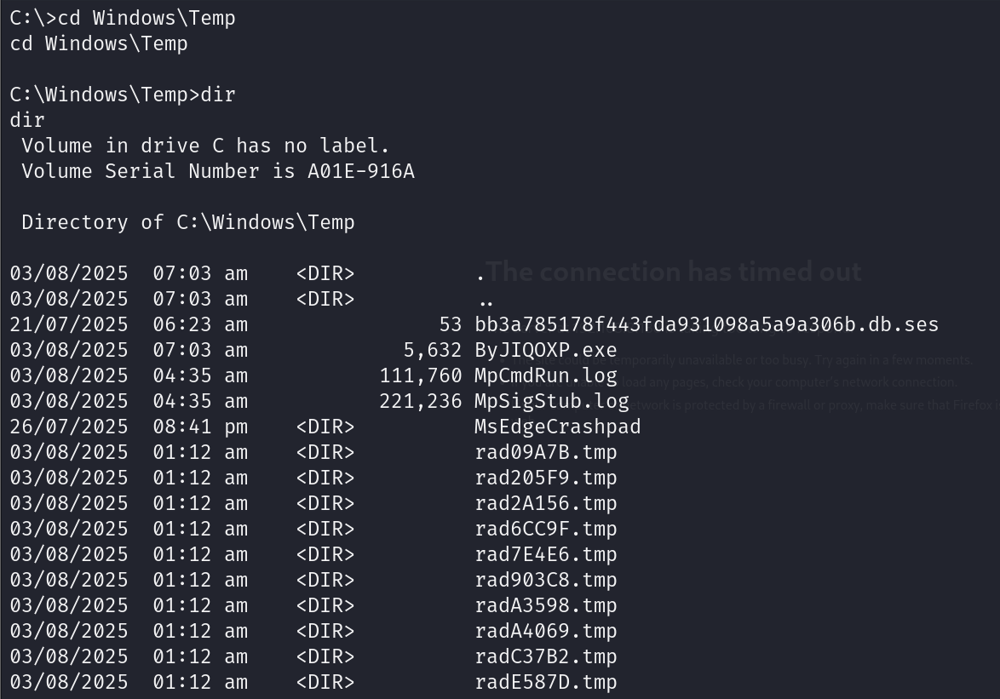 C:\>cd Windows\Temp
cd Windows\Temp
C:\Windows\Temp>dir
dir
Volume in drive C has no label.
Volume Serial Number is A01E-916A
Directory of C:\Windows\Temp
03/08/2025 07:03 am <DIR> .
The connection has timed out
03/08/2025 07:03 am <DIR> ..
21/07/2025 06:23 am 53 bb3a785178f443fda931098a5a9a306b.db.ses
03/08/2025 07:03 am 5,632 ByJIQOXP.exe
temporarily unavailable or too busy. Try again in a few moments.
03/08/2025 04:35 am 111,760 MpCmdRun.log
load any pages, check your computer's network connection.
03/08/2025 04:35 am 221,236 MpSigStub.log
network is protected by a firewall or proxy, make sure that Firefox
26/07/2025 08:41 pm <DIR> MsEdgeCrashpad
03/08/2025 01:12 am <DIR> rad09A7B.tmp
03/08/2025 01:12 am <DIR> rad205F9.tmp
03/08/2025 01:12 am <DIR> rad2A156.tmp
03/08/2025 01:12 am <DIR> rad6CC9F.tmp
03/08/2025 01:12 am <DIR> rad7E4E6.tmp
03/08/2025 01:12 am <DIR> rad903C8.tmp
03/08/2025 01:12 am <DIR> radA3598.tmp
03/08/2025 01:12 am <DIR> radA4069.tmp
03/08/2025 01:12 am <DIR> radC37B2.tmp
03/08/2025 01:12 am <DIR> radE587D.tmp